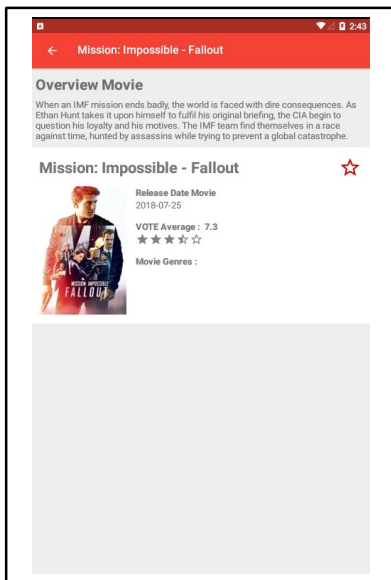 2:43
Mission: Impossible - Fallout
Overview Movie
When an IMF mission ends badly, the world is faced with dire consequences. As
Ethan Hunt takes it upon himself to fulfil his original briefing, the CIA begin to
question his loyalty and his motives. The IMF team find themselves in a race
against time, hunted by assassins while trying to prevent a global catastrophe.
Mission: Impossible - Fallout
Release Date Movie
2018-07-25
VOTE Average : 7.3
Movie Genres :
MISSION: IMPOSSIBLE
FALLOUT